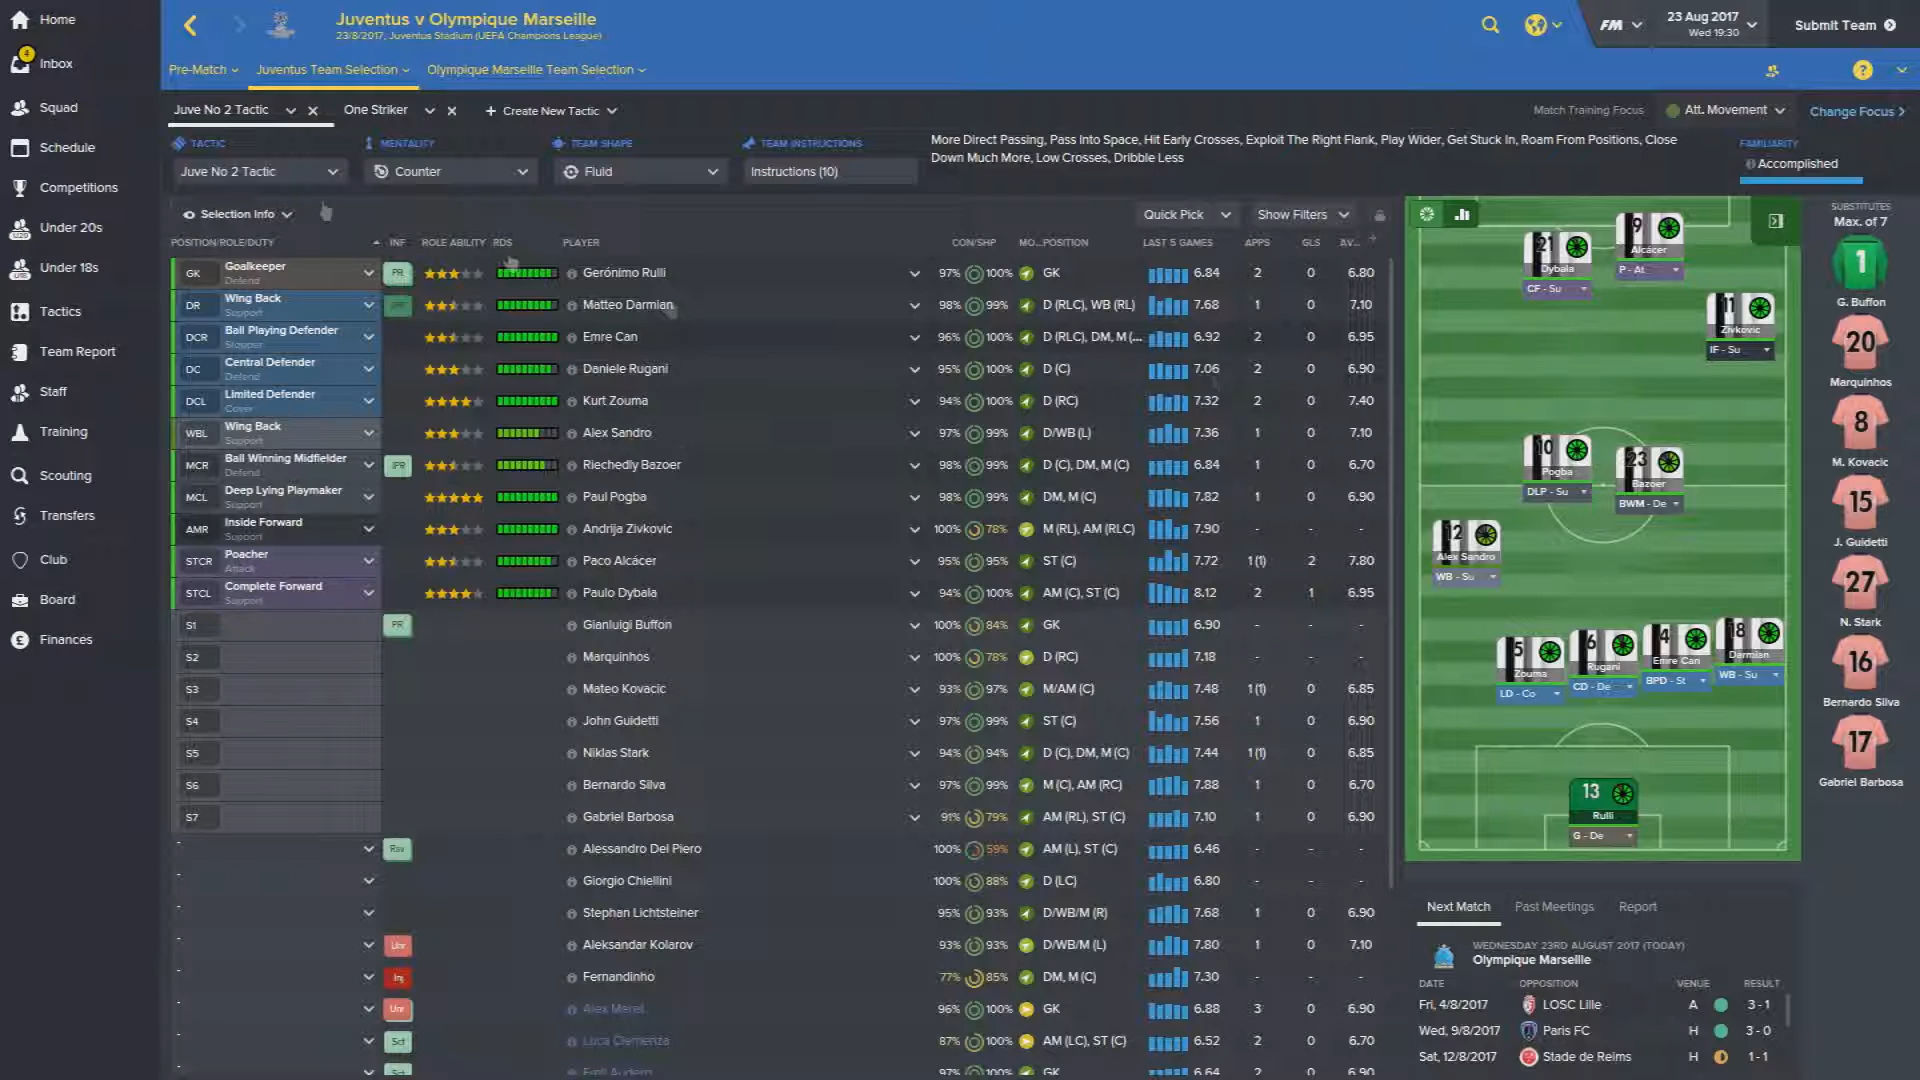 Home
4
Inbox
Squad
Schedule
Competitions
Under 20s
Under 18s
Tactics
Team Report
Staff
Training
Scouting
Transfers
Club
Board
Finances
Juventus v Olympique Marseille
23/8/2017, Juventus Stadium (UEFA Champions League)
FM
23 Aug 2017
Wed 19:30
Submit Team
Pre-Match
Juventus Team Selection
Olympique Marseille Team Selection
?
Juve No 2 Tactic
One Striker
Create New Tactic
Match Training Focus
Att. Movement
Change Focus
TACTIC
MENTALITY
TEAM SHAPE
TEAM INSTRUCTIONS
Juve No 2 Tactic
Counter
Fluid
Instructions (10)
More Direct Passing, Pass Into Space, Hit Early Crosses, Exploit The Right Flank, Play Wider, Get Stuck In, Roam From Positions, Close
Down Much More, Low Crosses, Dribble Less
FAMILIARITY
Accomplished
Selection Info
Quick Pick
Show Filters
POSITION/ROLE/DUTY INF ROLE ABILITY RDS PLAYER CON/SHP MO... POSITION LAST 5 GAMES APPS GLS AV...
GK Goalkeeper Defend PR Gerónimo Rulli 97% 100% GK 6.84 2 0 6.80
DR Wing Back Support Matteo Darmian 98% 99% D (RLC), WB (RL) 7.68 1 0 7.10
DCR Ball Playing Defender Stopper Emre Can 96% 100% D (RLC), DM, M (... 6.92 2 0 6.95
DC Central Defender Defend Daniele Rugani 95% 100% D (C) 7.06 2 0 6.90
DCL Limited Defender Cover Kurt Zouma 94% 100% D (RC) 7.32 2 0 7.40
WBL Wing Back Support Alex Sandro 97% 99% D/WB (L) 7.36 1 0 7.10
MCR Ball Winning Midfielder Defend IPR Riechedly Bazoer 98% 99% D (C), DM, M (C) 6.84 1 0 6.70
MCL Deep Lying Playmaker Support Paul Pogba 98% 99% DM, M (C) 7.82 1 0 6.90
AMR Inside Forward Support Andrija Zivkovic 100% 78% M (RL), AM (RLC) 7.90 - - -
STCR Poacher Attack Paco Alcácer 95% 95% ST (C) 7.72 1(1) 2 7.80
STCL Complete Forward Support Paulo Dybala 94% 100% AM (C), ST (C) 8.12 2 1 6.95
S1 PR Gianluigi Buffon 100% 84% GK 6.90 - - -
S2 Marquinhos 100% 78% D (RC) 7.18 - - -
S3 Mateo Kovacic 93% 97% M/AM (C) 7.48 1(1) 0 6.85
S4 John Guidetti 97% 99% ST (C) 7.56 1 0 6.90
S5 Niklas Stark 94% 94% D (C), DM, M (C) 7.44 1(1) 0 6.85
S6 Bernardo Silva 97% 99% M (C), AM (RC) 7.88 1 0 6.70
S7 Gabriel Barbosa 91% 79% AM (RL), ST (C) 7.10 1 0 6.90
- Rsv Alessandro Del Piero 100% 59% AM (L), ST (C) 6.46 - - -
- Giorgio Chiellini 100% 88% D (LC) 6.80 - - -
- Stephan Lichtsteiner 95% 93% D/WB/M (R) 7.68 1 0 6.90
- Unr Aleksandar Kolarov 93% 93% D/WB/M (L) 7.80 1 0 7.10
- Inj Fernandinho 77% 85% DM, M (C) 7.30 - - -
- Unr Alex Meret 96% 100% GK 6.88 3 0 6.90
- Sct Luca Clemenza 87% 100% AM (LC), ST (C) 6.52 2 0 6.70
- Sct Emil Audero 97% 100% GK 6.64 2 0 6.90
21
Dybala
CF - Su
9
Alcácer
P - At
11
Zivkovic
IF - Su
10
Pogba
DLP - Su
23
Bazoer
BWM - De
12
Alex Sandro
WB - Su
5
Zouma
LD - Co
6
Rugani
CD - De
4
Emre Can
BPD - St
18
Darmian
WB - Su
13
Rulli
G - De
SUBSTITUTES
Max. of 7
1
G. Buffon
20
Marquinhos
8
M. Kovacic
15
J. Guidetti
27
N. Stark
16
Bernardo Silva
17
Gabriel Barbosa
Next Match
Past Meetings
Report
WEDNESDAY 23RD AUGUST 2017 (TODAY)
Olympique Marseille
DATE OPPOSITION VENUE RESULT
Fri, 4/8/2017 LOSC Lille A 3 - 1
Wed, 9/8/2017 Paris FC H 3 - 0
Sat, 12/8/2017 Stade de Reims H 1 - 1